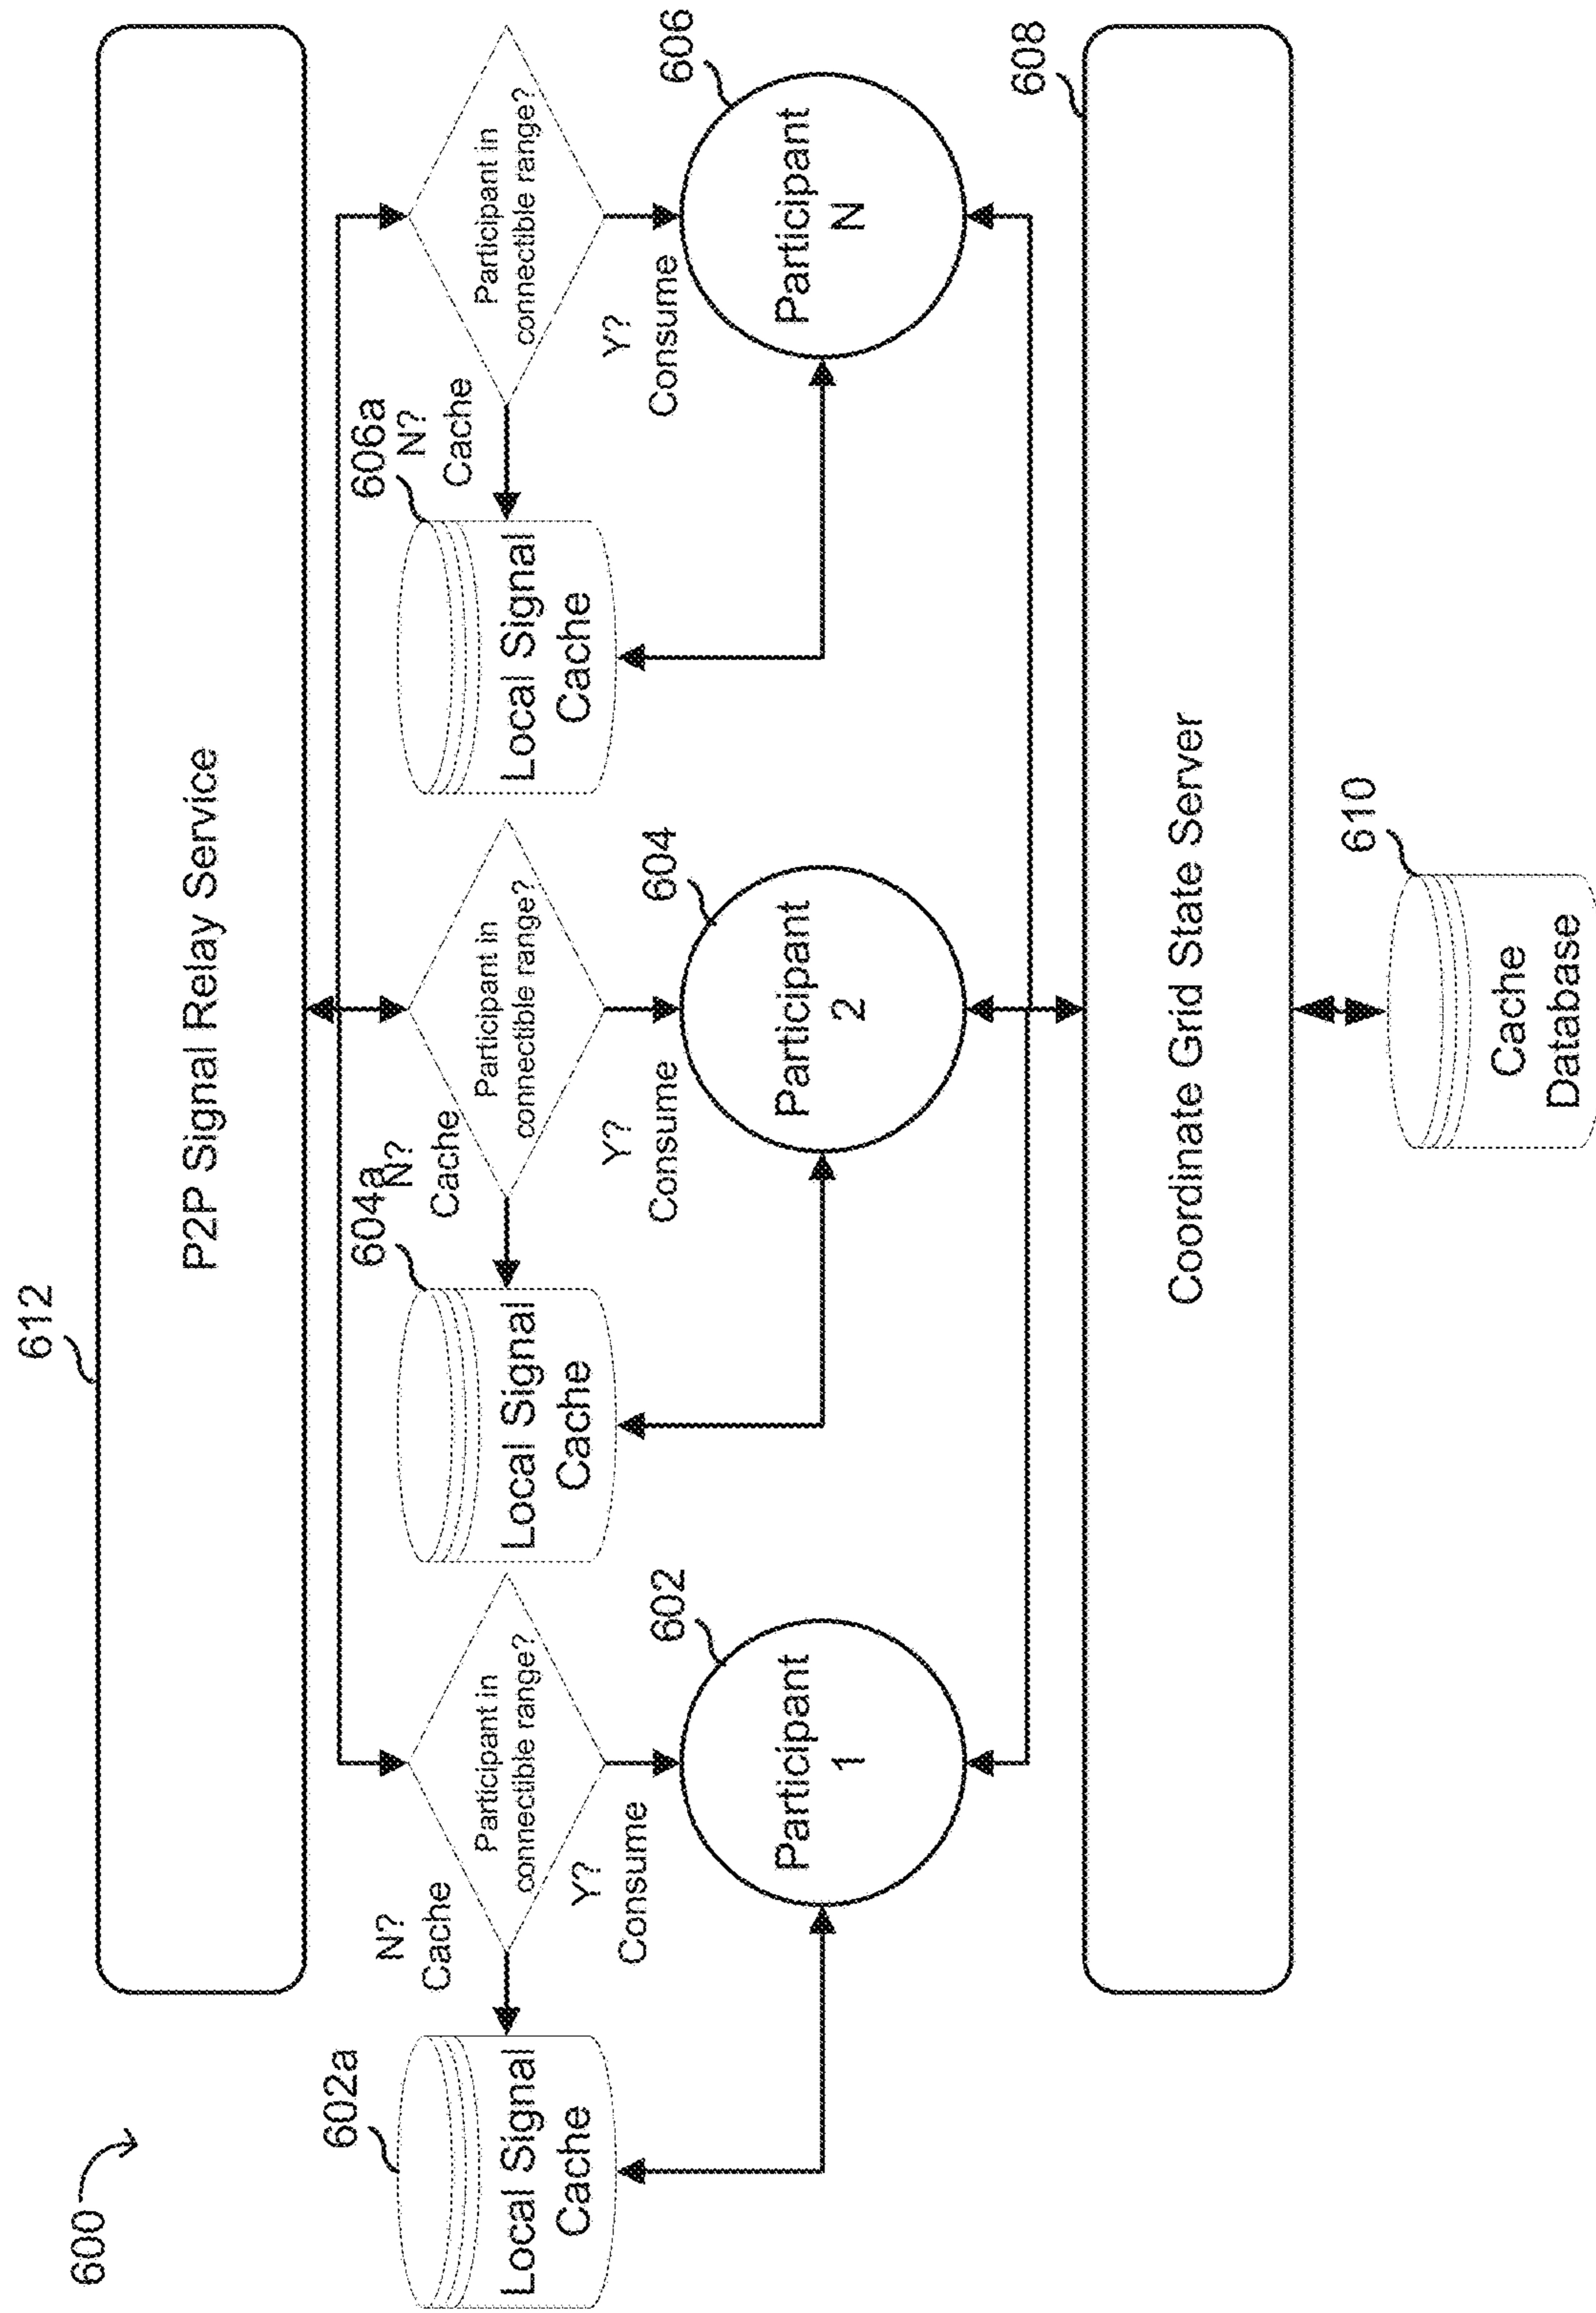 600
612
P2P Signal Relay Service
602a
Local Signal
Cache
N?
Cache
Participant in
connectible range?
Y?
Consume
602
Participant
1
604a
Local Signal
Cache
N?
Cache
Participant in
connectible range?
Y?
Consume
604
Participant
2
606a
Local Signal
Cache
N?
Cache
Participant in
connectible range?
Y?
Consume
606
Participant
N
608
Coordinate Grid State Server
610
Cache
Database